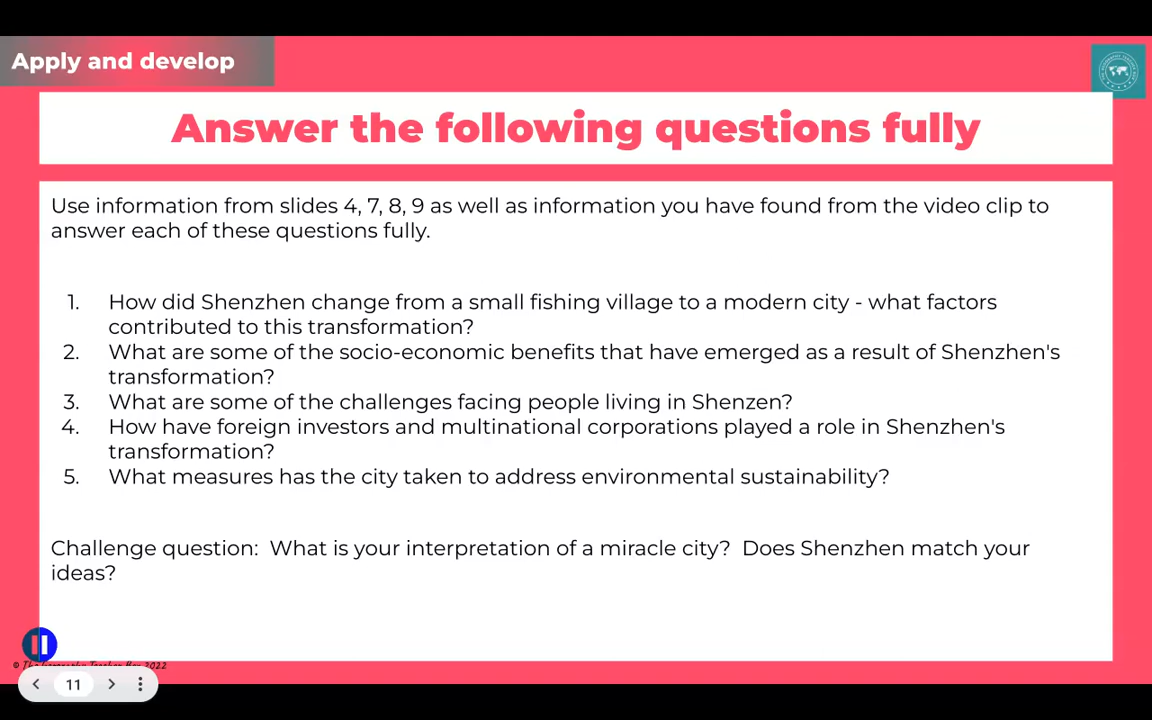 Apply and develop
Answer the following questions fully
Use information from slides 4, 7, 8, 9 as well as information you have found from the video clip to
answer each of these questions fully.
1. How did Shenzhen change from a small fishing village to a modern city - what factors
contributed to this transformation?
2. What are some of the socio-economic benefits that have emerged as a result of Shenzhen's
transformation?
3. What are some of the challenges facing people living in Shenzen?
4. How have foreign investors and multinational corporations played a role in Shenzhen's
transformation?
5. What measures has the city taken to address environmental sustainability?
Challenge question: What is your interpretation of a miracle city? Does Shenzhen match your
ideas?
2022
11